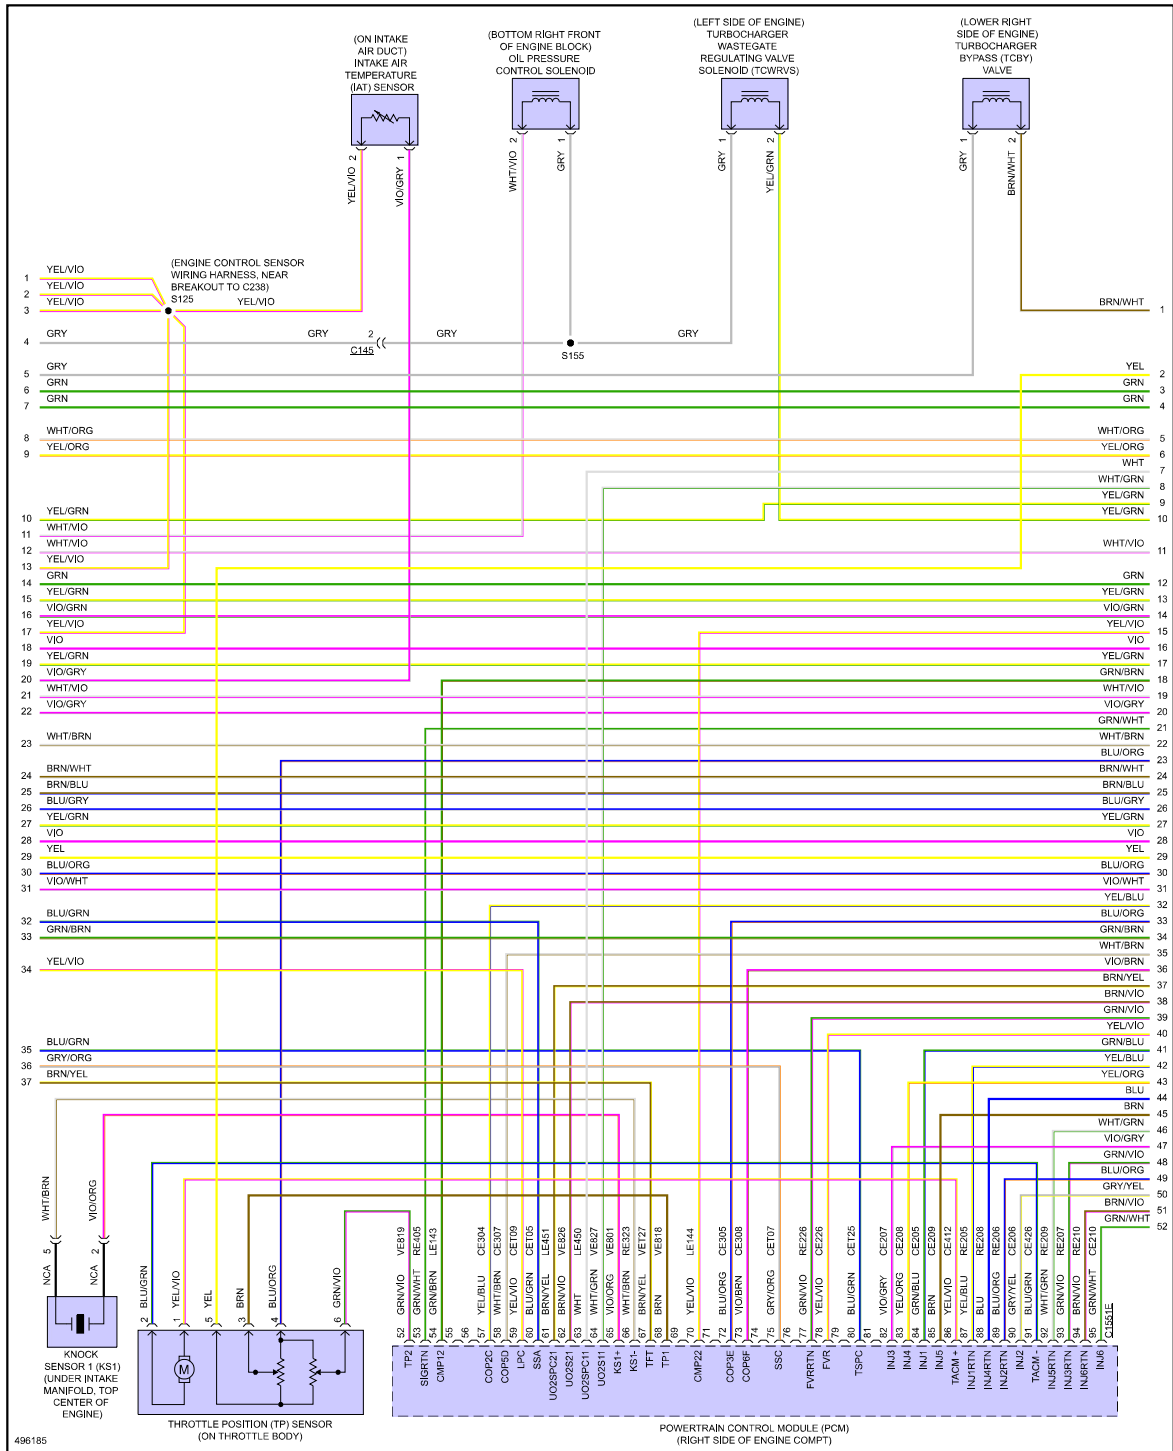 (ON INTAKE
AIR DUCT)
INTAKE AIR
TEMPERATURE
(IAT) SENSOR
(BOTTOM RIGHT FRONT
OF ENGINE BLOCK)
OIL PRESSURE
CONTROL SOLENOID
(LEFT SIDE OF ENGINE)
TURBOCHARGER
WASTEGATE
REGULATING VALVE
SOLENOID (TCWRVS)
(LOWER RIGHT
SIDE OF ENGINE)
TURBOCHARGER
BYPASS (TCBY)
VALVE
YEL/VIO 2
VIO/GRY 1
WHT/VIO 2
GRY 1
GRY 1
YEL/GRN 2
GRY 1
BRN/WHT 2
(ENGINE CONTROL SENSOR
WIRING HARNESS, NEAR
BREAKOUT TO C238)
S125
YEL/VIO
1 YEL/VIO
2 YEL/VIO
3 YEL/VIO
4 GRY
GRY
2
C145
GRY
S155
GRY
5 GRY
6 GRN
7 GRN
8 WHT/ORG
9 YEL/ORG
10 YEL/GRN
11 WHT/VIO
12 WHT/VIO
13 YEL/VIO
14 GRN
15 YEL/GRN
16 VIO/GRN
17 YEL/VIO
18 VIO
19 YEL/GRN
20 VIO/GRY
21 WHT/VIO
22 VIO/GRY
23 WHT/BRN
24 BRN/WHT
25 BRN/BLU
26 BLU/GRY
27 YEL/GRN
28 VIO
29 YEL
30 BLU/ORG
31 VIO/WHT
32 BLU/GRN
33 GRN/BRN
34 YEL/VIO
35 BLU/GRN
36 GRY/ORG
37 BRN/YEL
BRN/WHT 1
YEL 2
GRN 3
GRN 4
WHT/ORG 5
YEL/ORG 6
WHT 7
WHT/GRN 8
YEL/GRN 9
YEL/GRN 10
WHT/VIO 11
GRN 12
YEL/GRN 13
VIO/GRN 14
YEL/VIO 15
VIO 16
YEL/GRN 17
GRN/BRN 18
WHT/VIO 19
VIO/GRY 20
GRN/WHT 21
WHT/BRN 22
BLU/ORG 23
BRN/WHT 24
BRN/BLU 25
BLU/GRY 26
YEL/GRN 27
VIO 28
YEL 29
BLU/ORG 30
VIO/WHT 31
YEL/BLU 32
BLU/ORG 33
GRN/BRN 34
WHT/BRN 35
VIO/BRN 36
BRN/YEL 37
BRN/VIO 38
GRN/VIO 39
YEL/VIO 40
GRN/BLU 41
YEL/BLU 42
YEL/ORG 43
BLU 44
BRN 45
WHT/GRN 46
VIO/GRY 47
GRN/VIO 48
BLU/ORG 49
GRY/YEL 50
BRN/VIO 51
GRN/WHT 52
NCA 5 WHT/BRN
NCA 2 VIO/ORG
2 BLU/GRN
1 YEL/VIO
5 YEL
3 BRN
4 BLU/ORG
6 GRN/VIO
M
TP2 52 GRN/VIO VE819
SIGRTN 53 GRN/WHT RE405
CMP12 54 GRN/BRN LE143
55
56
COP2C 57 YEL/BLU CE304
COP5D 58 WHT/BRN CE307
LPC 59 YEL/VIO CET09
SSA 60 BLU/GRN CET05
UO2SPC21 61 BRN/YEL LE451
UO2S21 62 BRN/VIO VE826
UO2SPC11 63 WHT LE450
UO2S11 64 WHT/GRN VE827
KS1+ 65 VIO/ORG VE801
KS1- 66 WHT/BRN RE323
TFT 67 BRN/YEL VET27
TP1 68 BRN VE818
69
CMP22 70 YEL/VIO LE144
71
COP3E 72 BLU/ORG CE305
COP6F 73 VIO/BRN CE308
74
SSC 75 GRY/ORG CET07
76
FVRRTN 77 GRN/VIO RE226
FVR 78 YEL/VIO CE226
79
TSPC 80 BLU/GRN CET25
81
INJ3 82 VIO/GRY CE207
INJ4 83 YEL/ORG CE208
INJ1 84 GRN/BLU CE205
INJ5 85 BRN CE209
TACM + 86 YEL/VIO CE412
INJ1RTN 87 YEL/BLU RE205
INJ4RTN 88 BLU RE208
INJ2RTN 89 BLU/ORG RE206
INJ2 90 GRY/YEL CE206
TACM - 91 BLU/GRN CE426
INJ5RTN 92 WHT/GRN RE209
INJ3RTN 93 GRN/VIO RE207
INJ6RTN 94 BRN/VIO RE210
INJ6 95 GRN/WHT CE210
C1551E
KNOCK
SENSOR 1 (KS1)
(UNDER INTAKE
MANIFOLD, TOP
CENTER OF
ENGINE)
THROTTLE POSITION (TP) SENSOR
(ON THROTTLE BODY)
POWERTRAIN CONTROL MODULE (PCM)
(RIGHT SIDE OF ENGINE COMPT)
496185